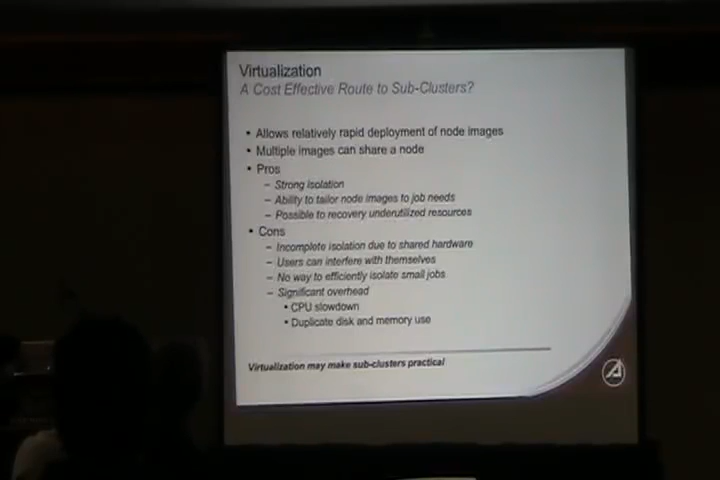 Virtualization
A Cost Effective Route to Sub-Clusters?
• Allows relatively rapid deployment of node images
• Multiple images can share a node
• Pros
– Strong isolation
– Ability to tailor node images to job needs
– Possible to recovery underutilized resources
• Cons
– Incomplete isolation due to shared hardware
– Users can interfere with themselves
– No way to efficiently isolate small jobs
– Significant overhead
• CPU slowdown
• Duplicate disk and memory use
Virtualization may make sub-clusters practical